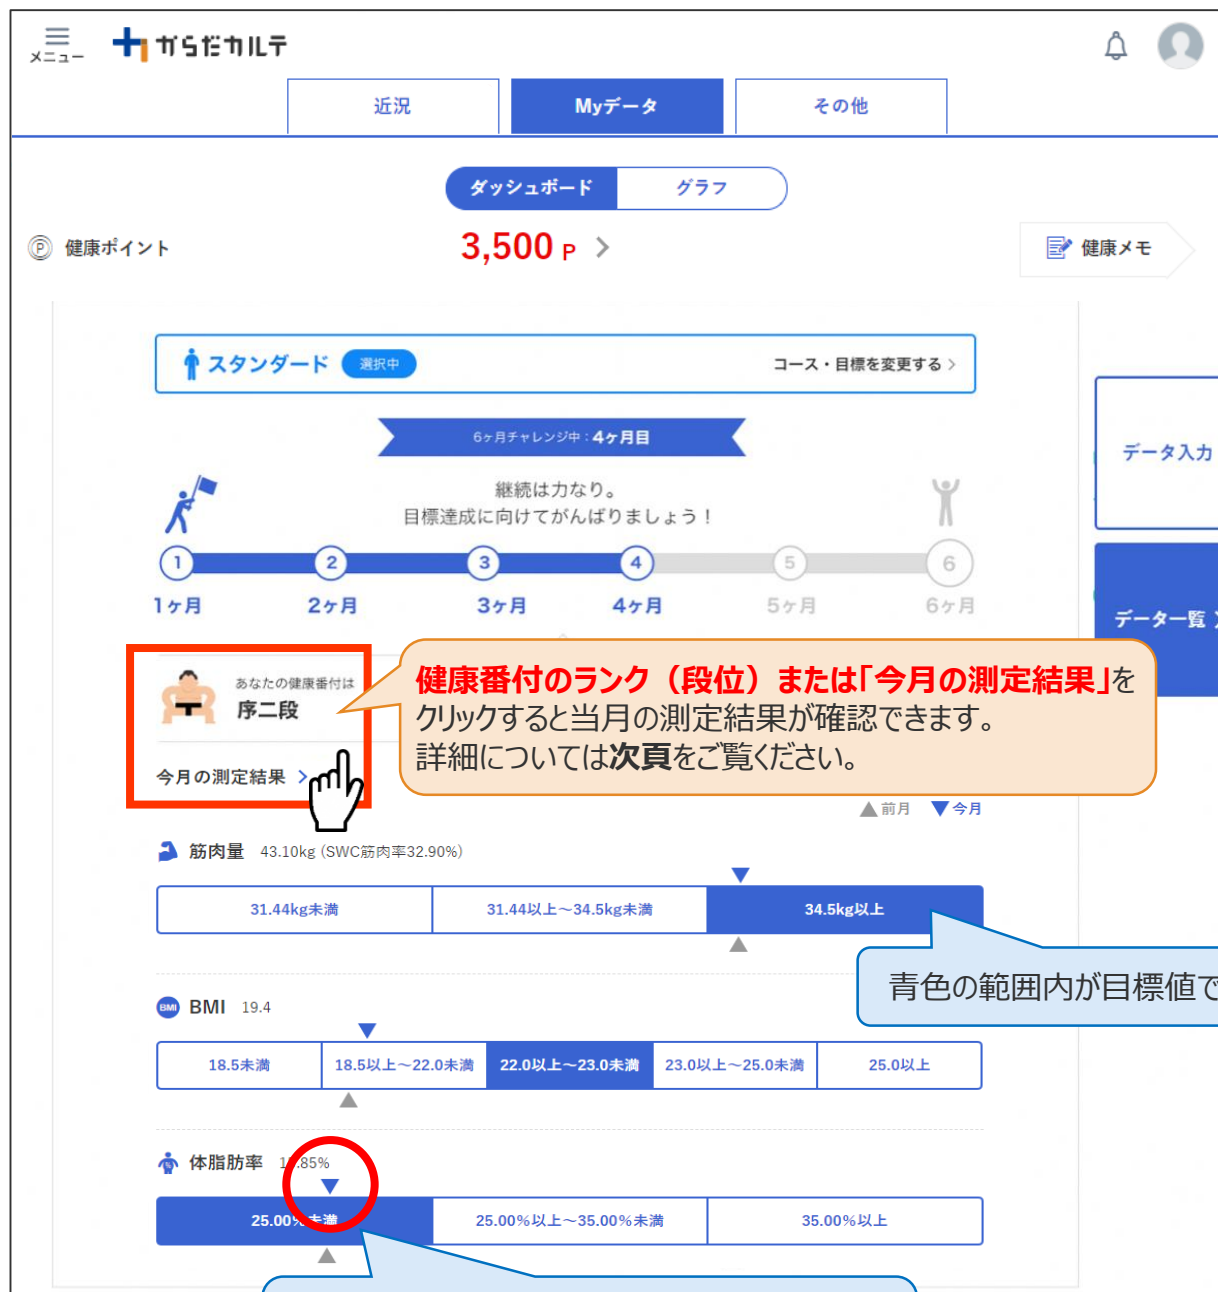 メニュー
からだカルテ
近況
Myデータ
その他
ダッシュボード
グラフ
Ⓟ 健康ポイント
3,500 P
健康メモ
スタンダード 選択中
コース・目標を変更する
6ヶ月チャレンジ中：4ヶ月目
継続は力なり。
目標達成に向けてがんばりましょう！
1 2 3 4 5 6
1ヶ月 2ヶ月 3ヶ月 4ヶ月 5ヶ月 6ヶ月
データ入力
データ一覧
あなたの健康番付は
序二段
今月の測定結果
健康番付のランク（段位）または「今月の測定結果」を
クリックすると当月の測定結果が確認できます。
詳細については次頁をご覧ください。
▲前月 ▼今月
筋肉量 43.10kg (SWC筋肉率32.90%)
31.44kg未満 31.44以上～34.5kg未満 34.5kg以上
青色の範囲内が目標値で
BMI BMI 19.4
18.5未満 18.5以上～22.0未満 22.0以上～23.0未満 23.0以上～25.0未満 25.0以上
体脂肪率 .85%
25.00%未満 25.00%以上～35.00%未満 35.00%以上